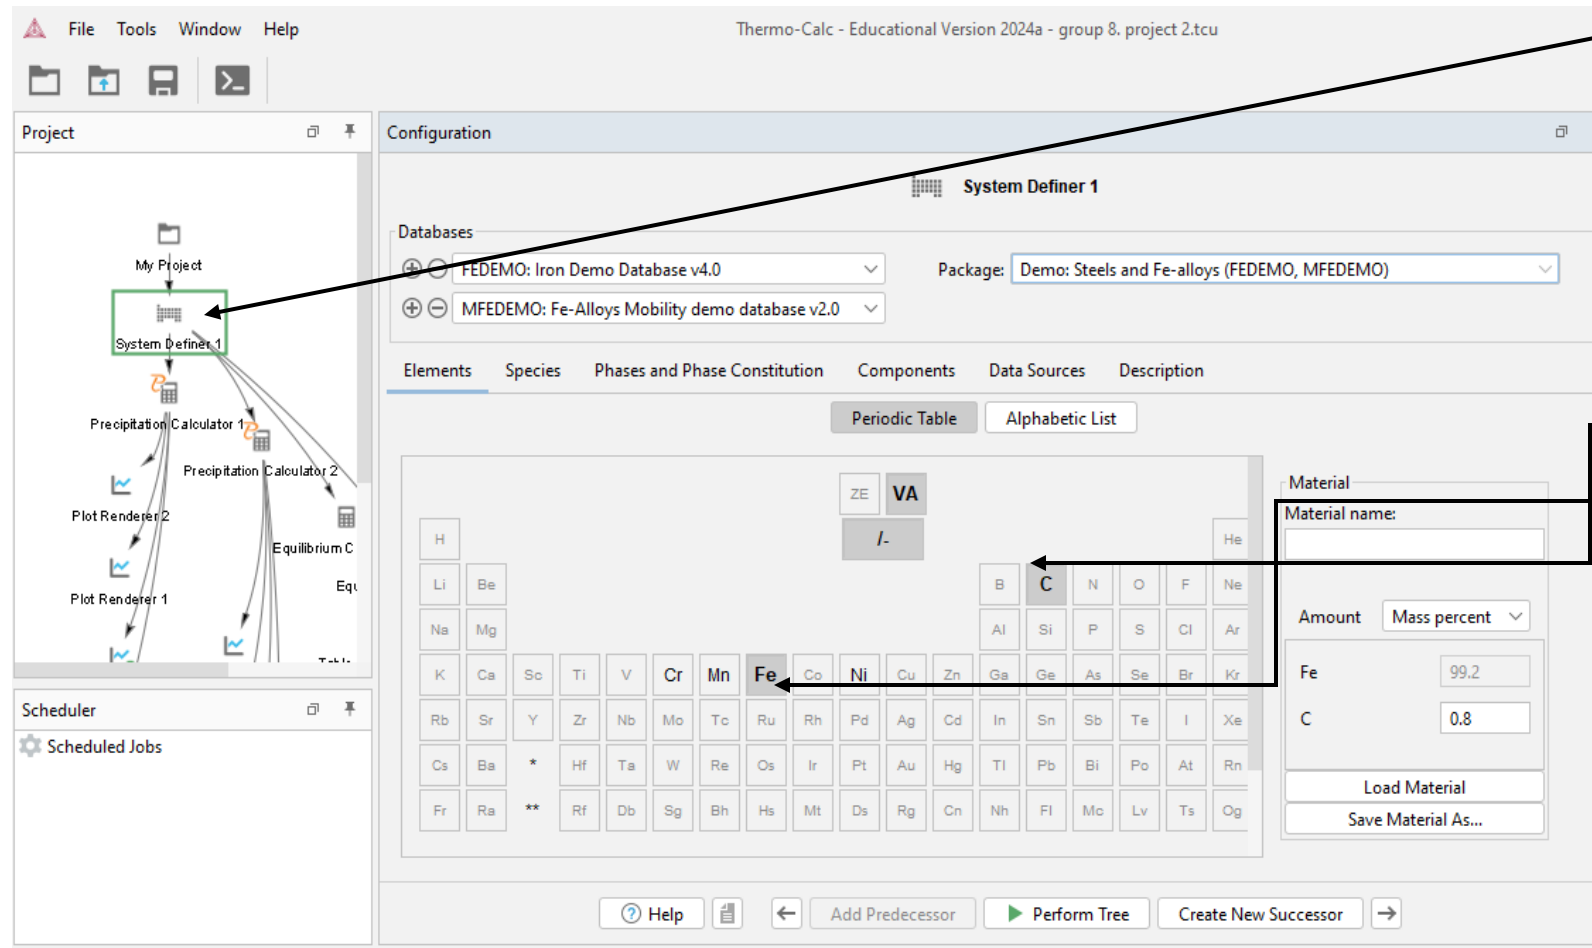 File Tools Window Help
Thermo-Calc - Educational Version 2024a - group 8. project 2.tcu
Project
My Project
System Definer 1
Precipitation Calculator 1
Precipitation Calculator 2
Plot Renderer 2
Equilibrium C
Plot Renderer 1
Scheduler
Scheduled Jobs
Configuration
System Definer 1
Databases
FEDEMO: Iron Demo Database v4.0
Package: Demo: Steels and Fe-alloys (FEDEMO, MFEDEMO)
MFEDEMO: Fe-Alloys Mobility demo database v2.0
Elements Species Phases and Phase Constitution Components Data Sources Description
Periodic Table Alphabetic List
ZE VA
H /- He
Li Be B C N O F Ne
Na Mg Al Si P S Cl Ar
K Ca Sc Ti V Cr Mn Fe Co Ni Cu Zn Ga Ge As Se Br Kr
Rb Sr Y Zr Nb Mo Tc Ru Rh Pd Ag Cd In Sn Sb Te I Xe
Cs Ba * Hf Ta W Re Os Ir Pt Au Hg Tl Pb Bi Po At Rn
Fr Ra ** Rf Db Sg Bh Hs Mt Ds Rg Cn Nh Fl Mc Lv Ts Og
Material
Material name:
Amount Mass percent
Fe 99.2
C 0.8
Load Material
Save Material As...
Help Add Predecessor Perform Tree Create New Successor